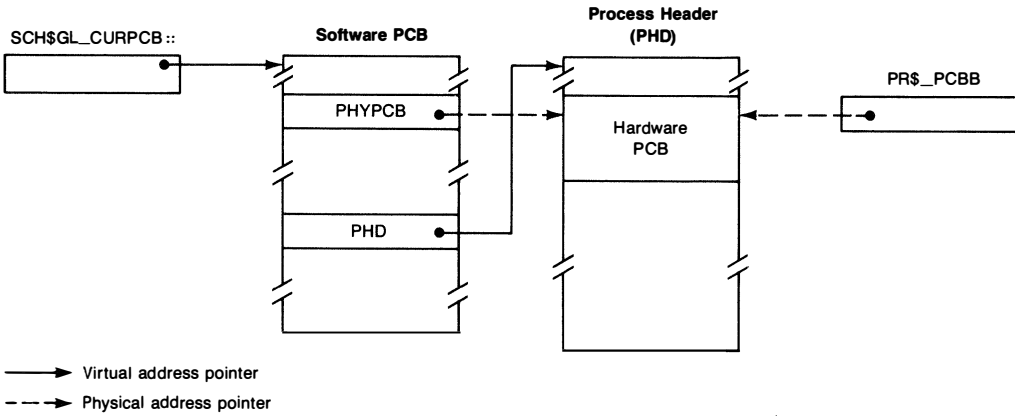 SCH$GL_CURPCB::
Software PCB
Process Header
(PHD)
PR$_PCBB
PHYPCB
Hardware
PCB
PHD
Virtual address pointer
Physical address pointer